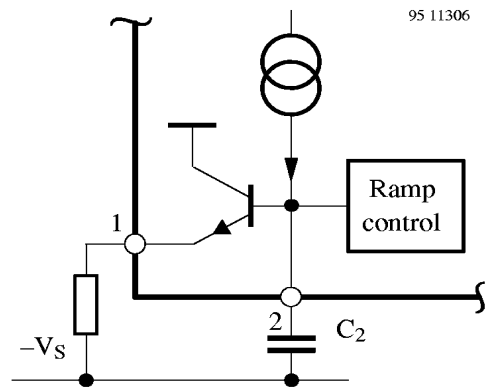 95 11306
Ramp
control
1
2
C₂
–Vₛ